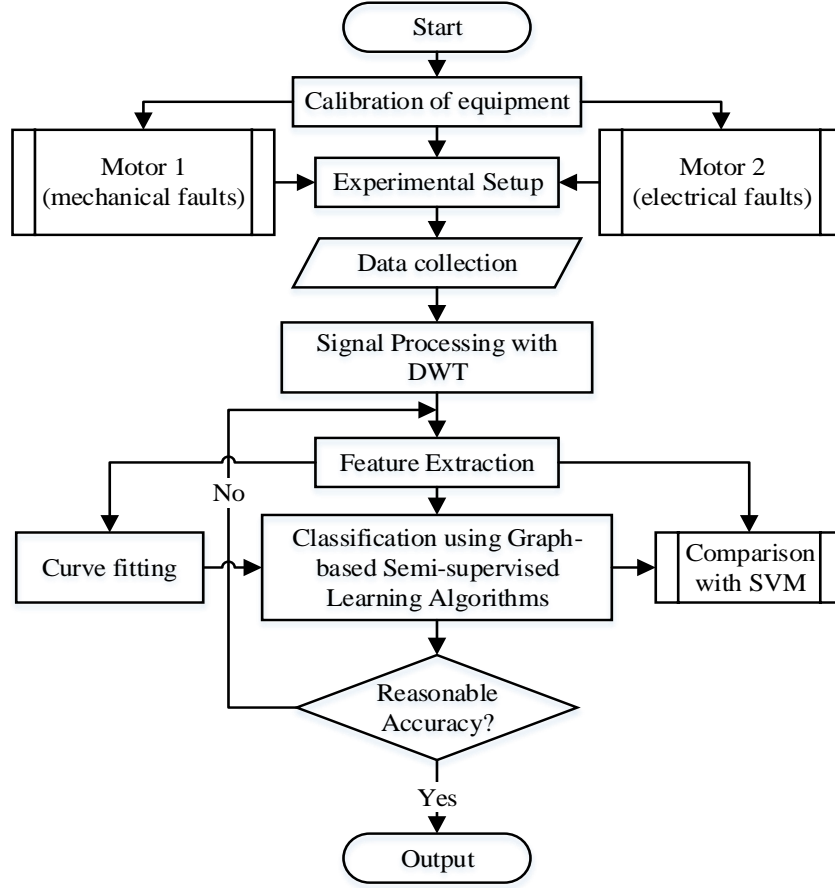 Start
Calibration of equipment
Motor 1
(mechanical faults)
Experimental Setup
Motor 2
(electrical faults)
Data collection
Signal Processing with
DWT
Feature Extraction
No
Curve fitting
Classification using Graph-
based Semi-supervised
Learning Algorithms
Comparison
with SVM
Reasonable
Accuracy?
Yes
Output